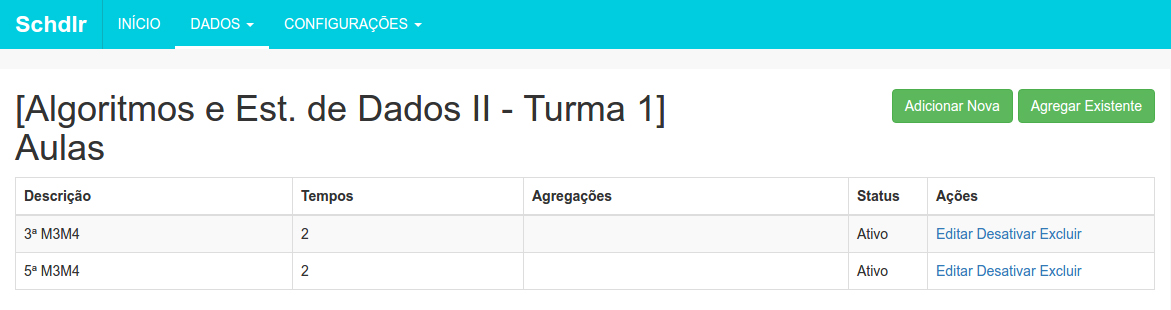 Schdlr INÍCIO DADOS CONFIGURAÇÕES
[Algoritmos e Est. de Dados II - Turma 1]
Aulas
Adicionar Nova Agregar Existente
Descrição Tempos Agregações Status Ações
3ª M3M4 2 Ativo Editar Desativar Excluir
5ª M3M4 2 Ativo Editar Desativar Excluir